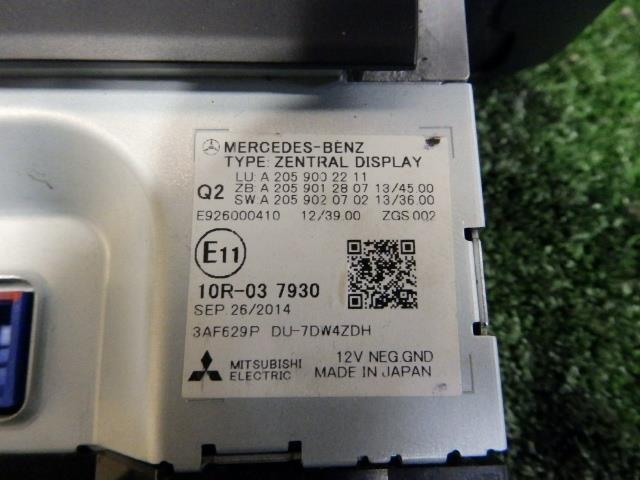 MERCEDES-BENZ
TYPE: ZENTRAL DISPLAY
LU: A 205 900 22 11
Q2 ZB: A 205 901 28 07 13/45.00
SW: A 205 902 07 02 13/36.00
E926000410 12/39.00 ZGS 002
E11
10R-03 7930
SEP. 26/2014
3AF629P DU-7DW4ZDH
MITSUBISHI ELECTRIC
12V NEG.GND
MADE IN JAPAN